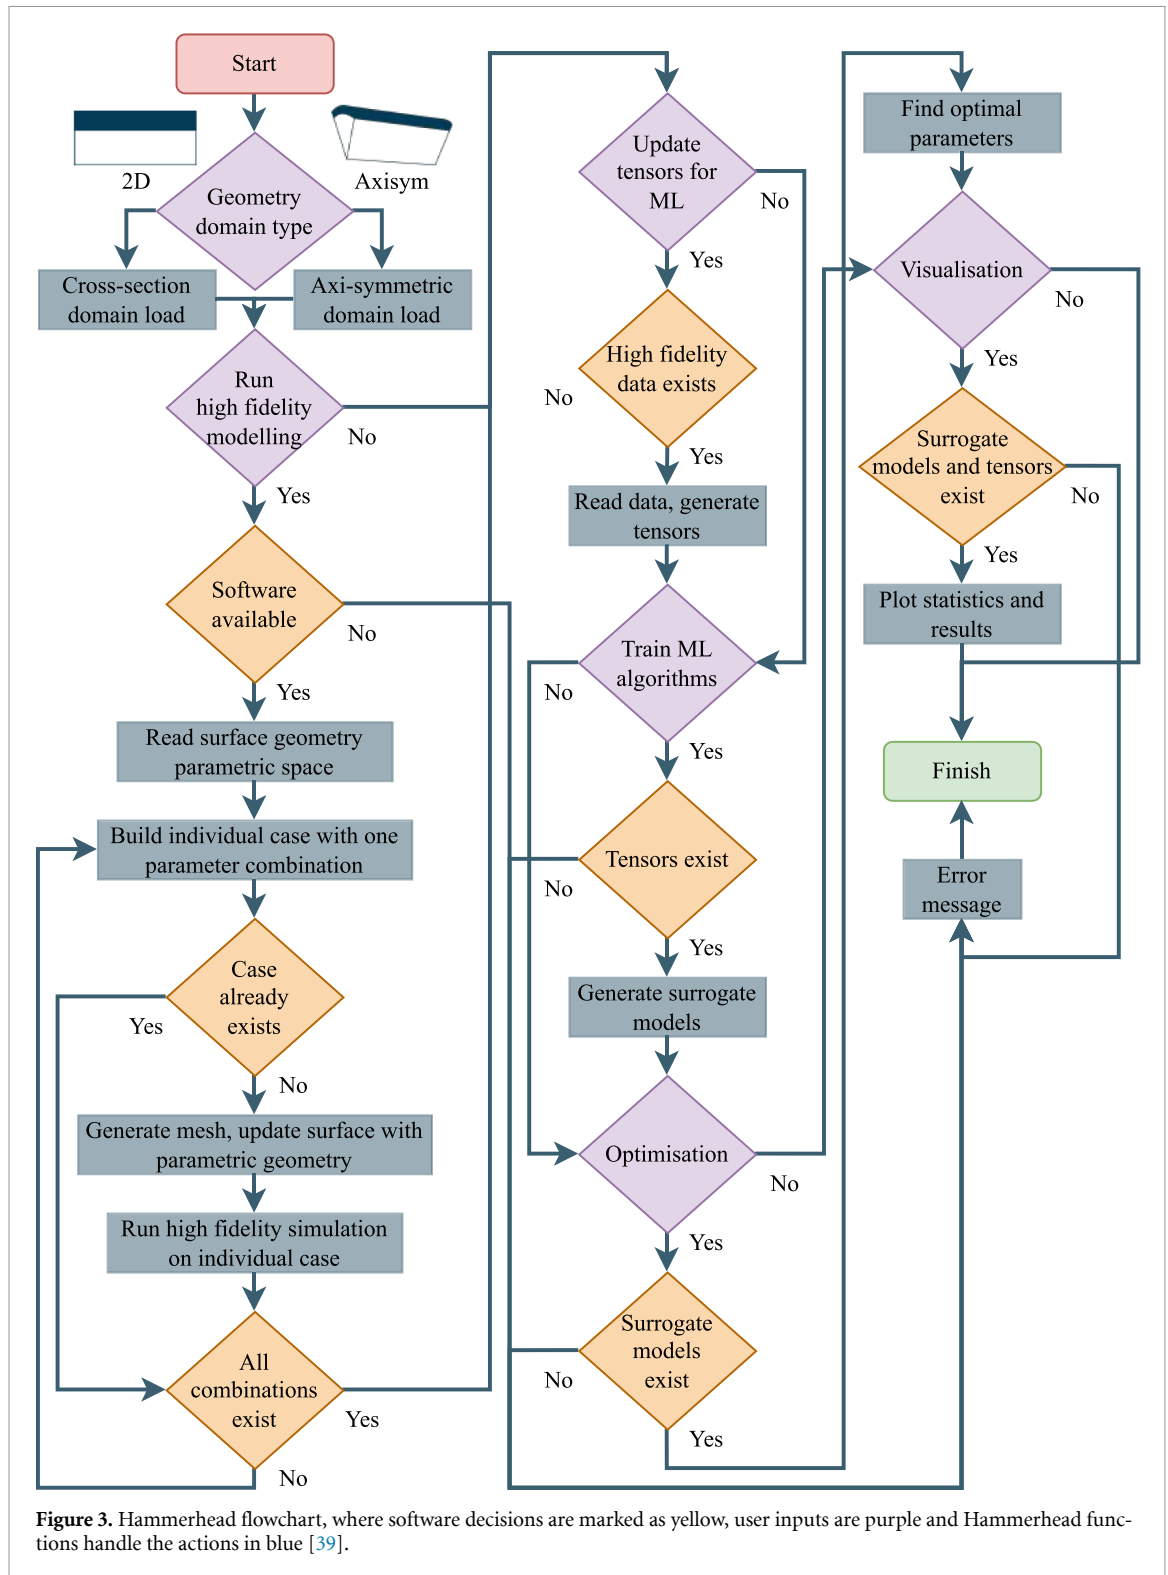 Start
2D
Axisym
Geometry
domain type
Cross-section
domain load
Axi-symmetric
domain load
Run
high fidelity
modelling
No
Yes
Software
available
No
Yes
Read surface geometry
parametric space
Build individual case with one
parameter combination
Case
already
exists
Yes
No
Generate mesh, update surface with
parametric geometry
Run high fidelity simulation
on individual case
All
combinations
exist
Yes
No
Update
tensors for
ML
No
Yes
High fidelity
data exists
No
Yes
Read data, generate
tensors
Train ML
algorithms
No
Yes
Tensors exist
No
Yes
Generate surrogate
models
Optimisation
No
Yes
Surrogate
models
exist
No
Yes
Find optimal
parameters
Visualisation
No
Yes
Surrogate
models and tensors
exist
No
Yes
Plot statistics and
results
Finish
Error
message
Figure 3. Hammerhead flowchart, where software decisions are marked as yellow, user inputs are purple and Hammerhead func-
tions handle the actions in blue [39].